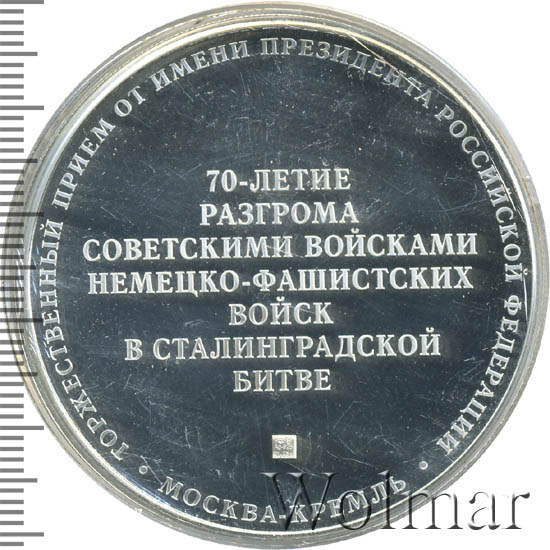 ТОРЖЕСТВЕННЫЙ ПРИЕМ ОТ ИМЕНИ ПРЕЗИДЕНТА РОССИЙСКОЙ ФЕДЕРАЦИИ
70-ЛЕТИЕ
РАЗГРОМА
СОВЕТСКИМИ ВОЙСКАМИ
НЕМЕЦКО-ФАШИСТСКИХ
ВОЙСК
В СТАЛИНГРАДСКОЙ
БИТВЕ
• МОСКВА-КРЕМЛЬ •
Wolmar